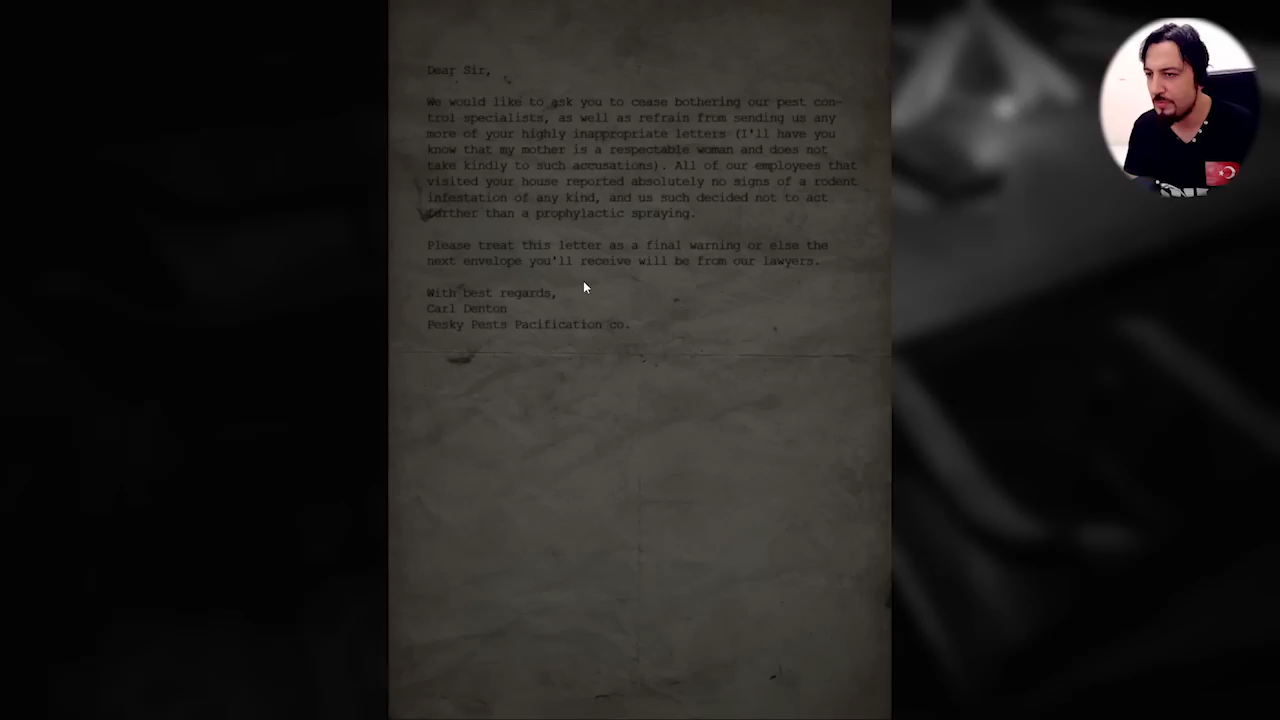 Dear Sir,
We would like to ask you to cease bothering our pest con-
trol specialists, as well as refrain from sending us any
more of your highly inappropriate letters (I'll have you
know that my mother is a respectable woman and does not
take kindly to such accusations). All of our employees that
visited your house reported absolutely no signs of a rodent
infestation of any kind, and us such decided not to act
farther than a prophylactic spraying.
Please treat this letter as a final warning or else the
next envelope you'll receive will be from our lawyers.
With best regards,
Carl Denton
Pesky Pests Pacification co.